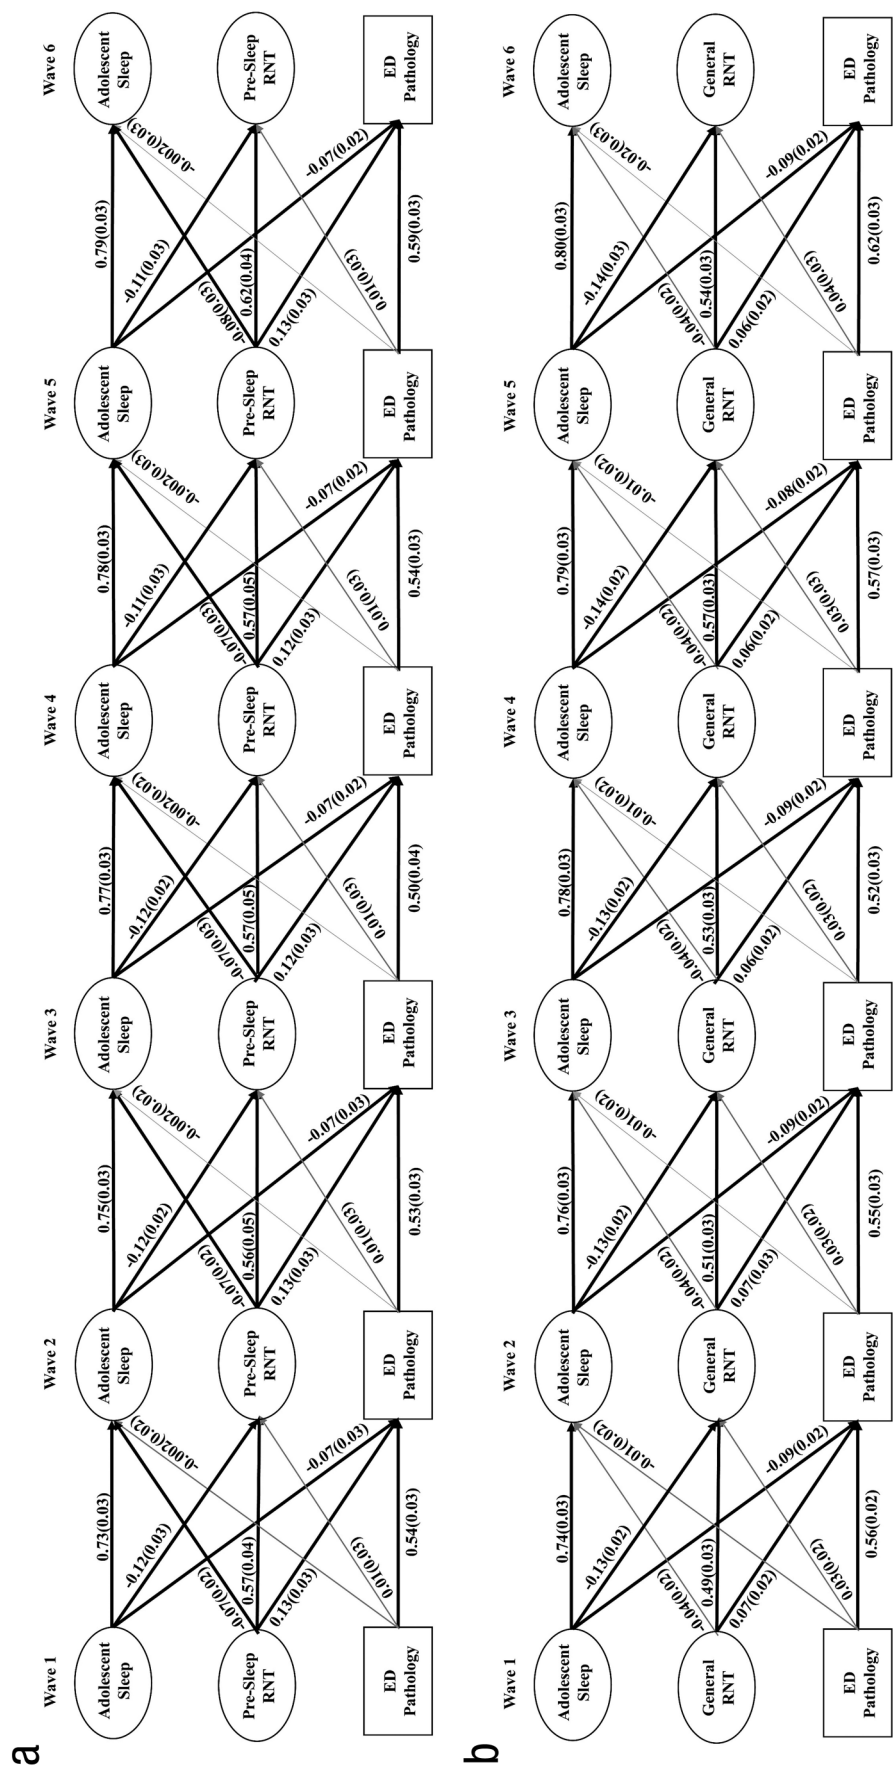 a
Wave 1
Wave 2
Wave 3
Wave 4
Wave 5
Wave 6
Adolescent
Sleep
Adolescent
Sleep
Adolescent
Sleep
Adolescent
Sleep
Adolescent
Sleep
Adolescent
Sleep
0.73(0.03)
0.75(0.03)
0.77(0.03)
0.78(0.03)
0.79(0.03)
-0.002(0.02)
-0.002(0.02)
-0.002(0.02)
-0.002(0.03)
-0.002(0.03)
-0.12(0.03)
-0.12(0.02)
-0.12(0.02)
-0.11(0.03)
-0.11(0.03)
Pre-Sleep
RNT
Pre-Sleep
RNT
Pre-Sleep
RNT
Pre-Sleep
RNT
Pre-Sleep
RNT
Pre-Sleep
RNT
-0.07(0.02)
-0.07(0.02)
-0.07(0.03)
-0.07(0.03)
-0.08(0.03)
0.57(0.04)
0.56(0.05)
0.57(0.05)
0.57(0.05)
0.62(0.04)
0.13(0.03)
0.13(0.03)
0.12(0.03)
0.12(0.03)
0.13(0.03)
-0.07(0.03)
-0.07(0.03)
-0.07(0.02)
-0.07(0.02)
-0.07(0.02)
0.01(0.03)
0.01(0.03)
0.01(0.03)
0.01(0.03)
0.01(0.03)
ED
Pathology
ED
Pathology
ED
Pathology
ED
Pathology
ED
Pathology
ED
Pathology
0.54(0.03)
0.53(0.03)
0.50(0.04)
0.54(0.03)
0.59(0.03)
b
Wave 1
Wave 2
Wave 3
Wave 4
Wave 5
Wave 6
Adolescent
Sleep
Adolescent
Sleep
Adolescent
Sleep
Adolescent
Sleep
Adolescent
Sleep
Adolescent
Sleep
0.74(0.03)
0.76(0.03)
0.78(0.03)
0.79(0.03)
0.80(0.03)
-0.01(0.02)
-0.01(0.02)
-0.01(0.02)
-0.01(0.02)
-0.02(0.03)
-0.13(0.02)
-0.13(0.02)
-0.13(0.02)
-0.14(0.02)
-0.14(0.03)
General
RNT
General
RNT
General
RNT
General
RNT
General
RNT
General
RNT
-0.04(0.02)
-0.04(0.02)
-0.04(0.02)
-0.04(0.02)
-0.04(0.02)
0.49(0.03)
0.51(0.03)
0.53(0.03)
0.57(0.03)
0.54(0.03)
0.07(0.02)
0.07(0.03)
0.06(0.02)
0.06(0.02)
0.06(0.02)
-0.09(0.02)
-0.09(0.02)
-0.09(0.02)
-0.08(0.02)
-0.09(0.02)
0.03(0.02)
0.03(0.02)
0.03(0.02)
0.03(0.03)
0.04(0.03)
ED
Pathology
ED
Pathology
ED
Pathology
ED
Pathology
ED
Pathology
ED
Pathology
0.56(0.02)
0.55(0.03)
0.52(0.03)
0.57(0.03)
0.62(0.03)